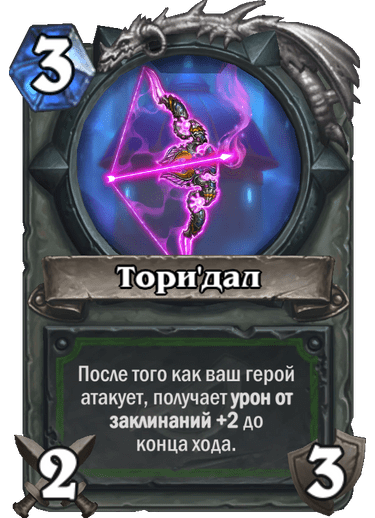 3
Тори'дал
После того как ваш герой
атакует, получает урон от
заклинаний +2 до
конца хода.
2
3